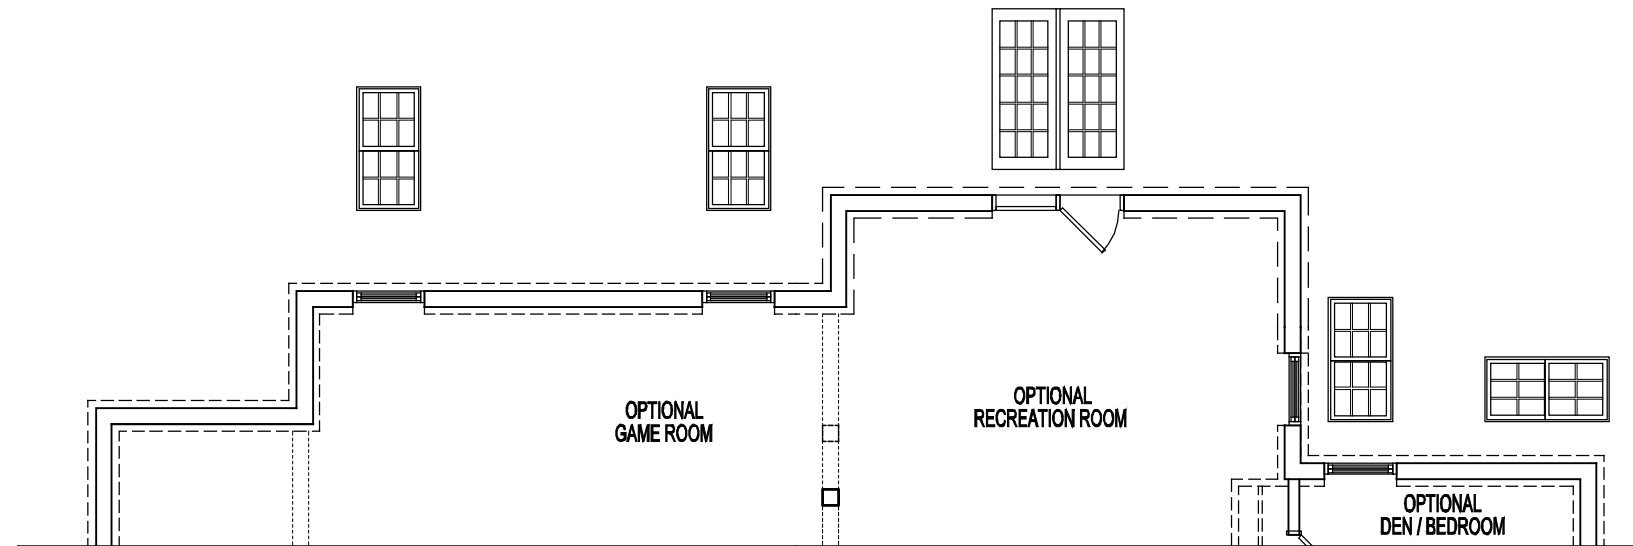 OPTIONAL
GAME ROOM
OPTIONAL
RECREATION ROOM
OPTIONAL
DEN / BEDROOM